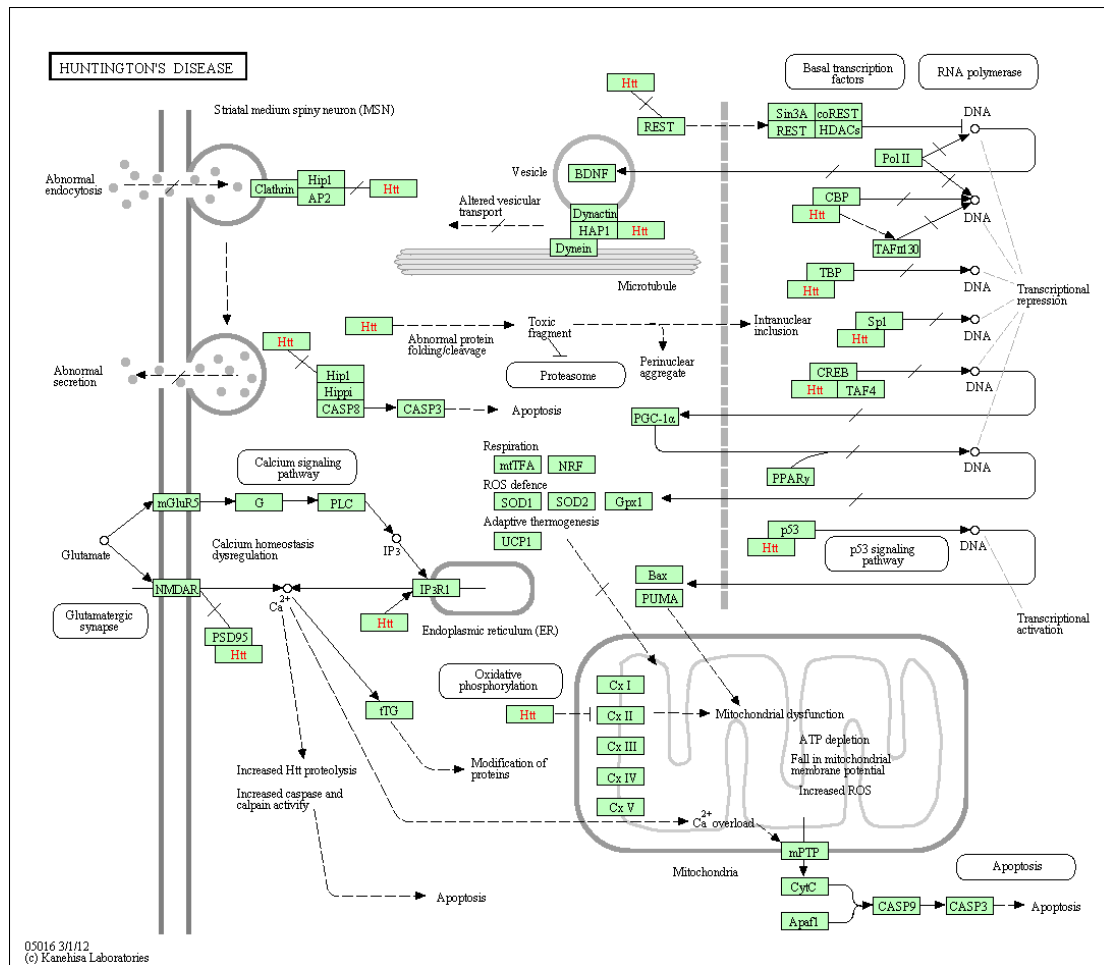 HUNTINGTON'S DISEASE
Striatal medium spiny neuron (MSN)
Basal transcription
factors
RNA polymerase
Htt
REST
Sin3A
coREST
REST
HDACs
DNA
Pol II
Vesicle
BDNF
Abnormal
endocytosis
Clathrin
Hip1
AP2
Htt
Altered vesicular
transport
Dynactin
HAP1
Htt
Dynein
Microtubule
CBP
Htt
DNA
TAFII130
TBP
Htt
DNA
Transcriptional
repression
Htt
Abnormal protein
folding/cleavage
Toxic
fragment
Intranuclear
inclusion
Sp1
Htt
DNA
Proteasome
Perinuclear
aggregate
Abnormal
secretion
Htt
Hip1
Hippi
CASP8
CASP3
Apoptosis
CREB
Htt
TAF4
DNA
PGC-1α
Respiration
mtTFA
NRF
ROS defence
SOD1
SOD2
Gpx1
Adaptive thermogenesis
UCP1
PPARγ
DNA
Calcium signaling
pathway
mGluR5
G
PLC
IP3
Glutamate
Calcium homeostasis
dysregulation
p53
Htt
DNA
p53 signaling
pathway
NMDAR
Ca2+
IP3R1
Htt
Endoplasmic reticulum (ER)
Bax
PUMA
Glutamatergic
synapse
PSD95
Htt
Transcriptional
activation
Oxidative
phosphorylation
Htt
Cx I
Cx II
Cx III
Cx IV
Cx V
Mitochondrial dysfunction
ATP depletion
Fall in mitochondrial
membrane potential
Increased ROS
tTG
Modification of
proteins
Increased Htt proteolysis
Increased caspase and
calpain activity
Ca2+ overload
mPTP
Mitochondria
CytC
Apaf1
CASP9
CASP3
Apoptosis
Apoptosis
Apoptosis
05016 3/1/12
(c) Kanehisa Laboratories